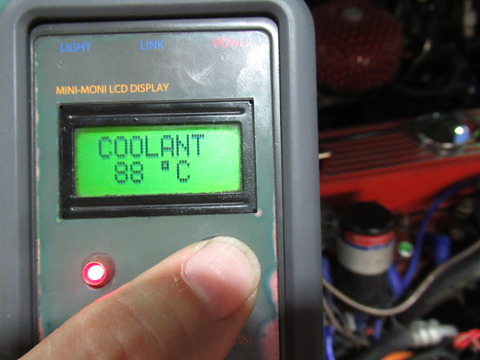 LIGHT LINK POWER
MINI-MONI LCD DISPLAY
COOLANT
88 °C